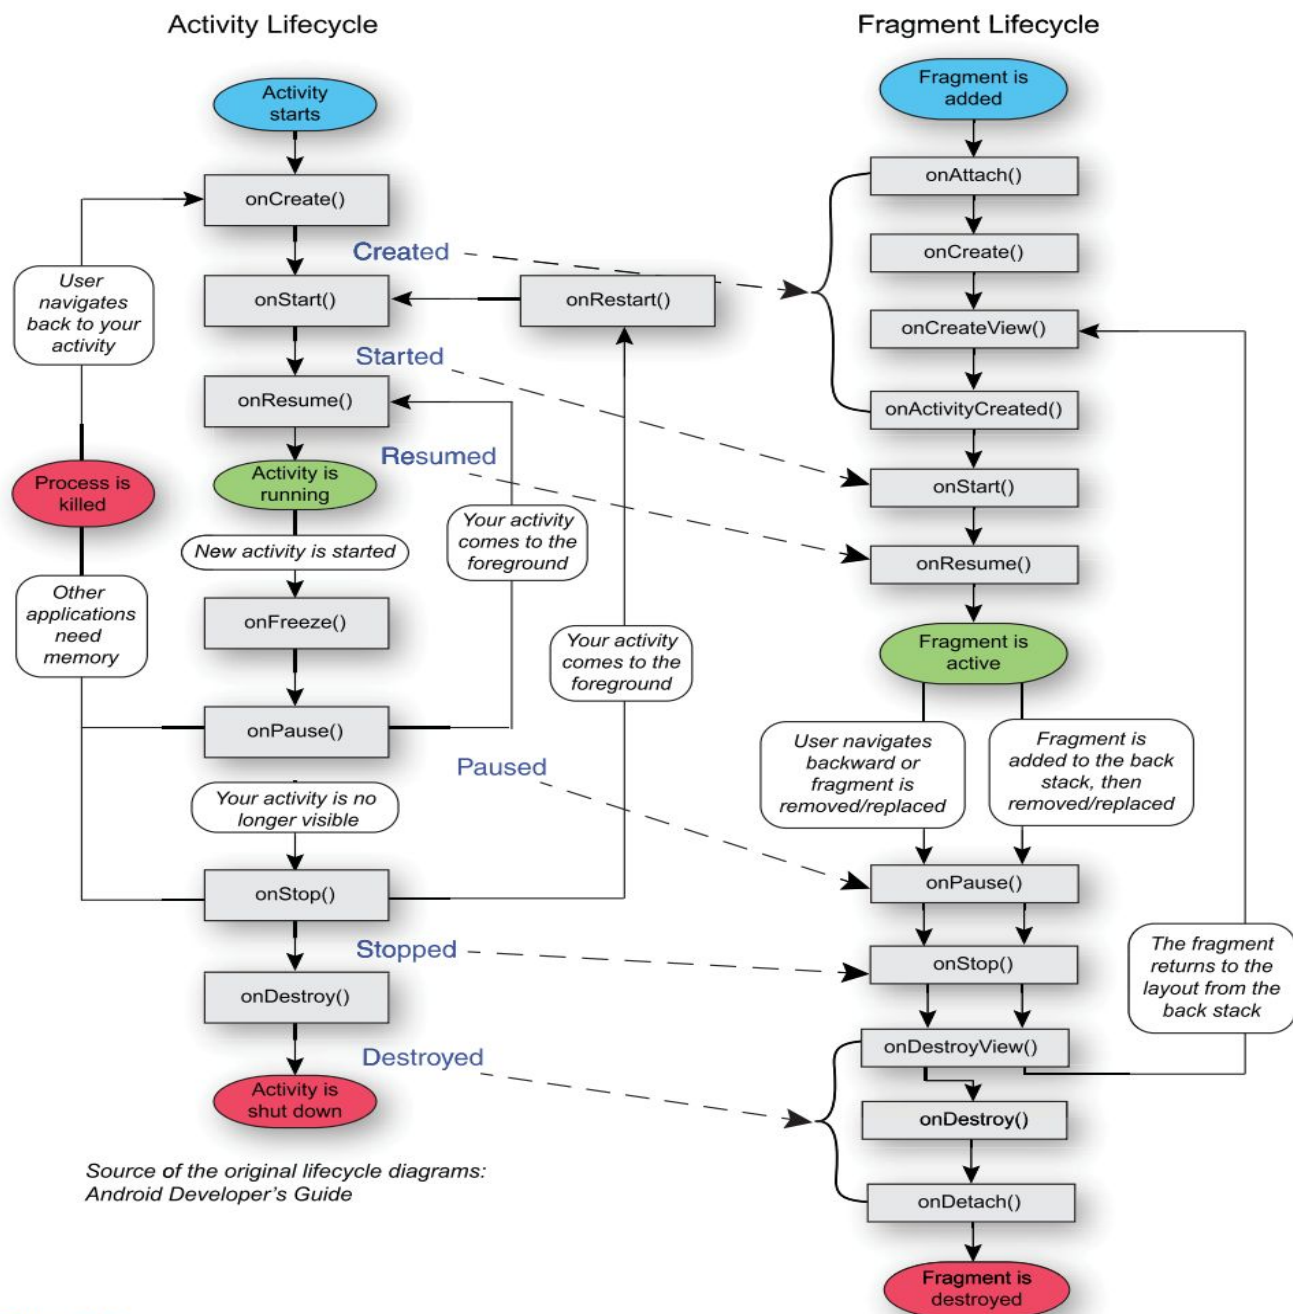 Activity Lifecycle
Activity
starts
onCreate()
onStart()
onRestart()
onResume()
Activity is
running
New activity is started
onFreeze()
onPause()
Your activity is no
longer visible
onStop()
onDestroy()
Activity is
shut down
User
navigates
back to your
activity
Process is
killed
Other
applications
need
memory
Your activity
comes to the
foreground
Your activity
comes to the
foreground
Created
Started
Resumed
Paused
Stopped
Destroyed
Fragment Lifecycle
Fragment is
added
onAttach()
onCreate()
onCreateView()
onActivityCreated()
onStart()
onResume()
Fragment is
active
User navigates
backward or
fragment is
removed/replaced
Fragment is
added to the back
stack, then
removed/replaced
onPause()
onStop()
onDestroyView()
onDestroy()
onDetach()
Fragment is
destroyed
The fragment
returns to the
layout from the
back stack
Source of the original lifecycle diagrams:
Android Developer's Guide